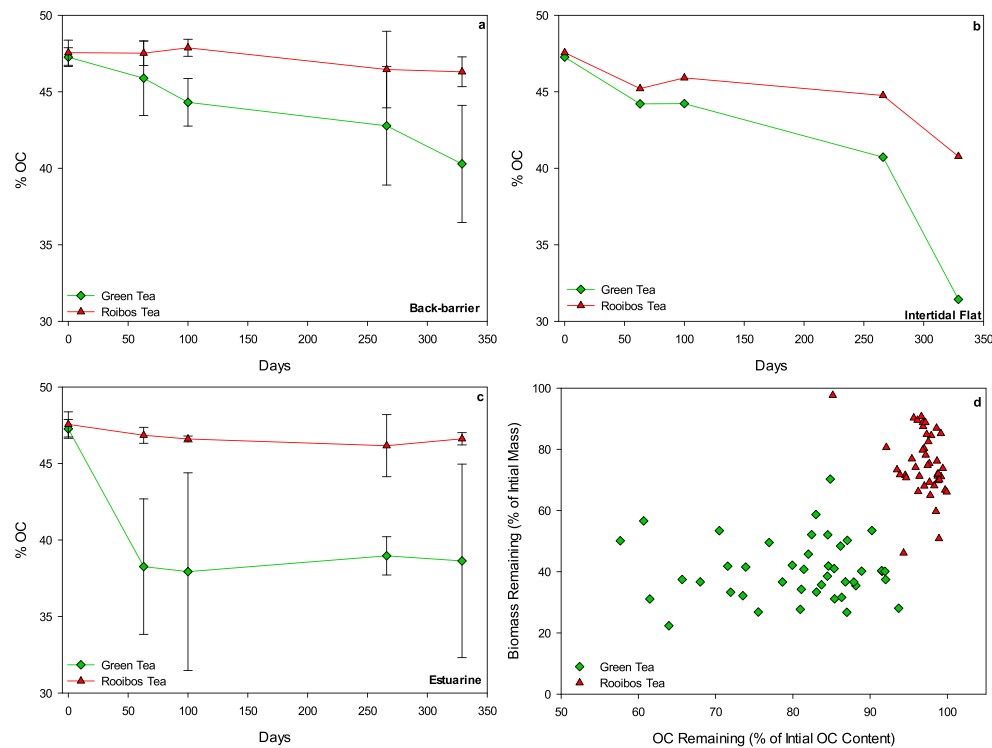 a
50
45
40
35
30
% OC
Green Tea
Roibos Tea
Back-barrier
0 50 100 150 200 250 300 350
Days
b
50
45
40
35
30
% OC
Green Tea
Rooibos Tea
Intertidal Flat
0 50 100 150 200 250 300 350
Days
c
50
45
40
35
30
% OC
Green Tea
Rooibos Tea
Estuarine
0 50 100 150 200 250 300 350
Days
d
100
80
60
40
20
0
Biomass Remaining (% of Intial Mass)
Green Tea
Rooibos Tea
50 60 70 80 90 100
OC Remaining (% of Intial OC Content)